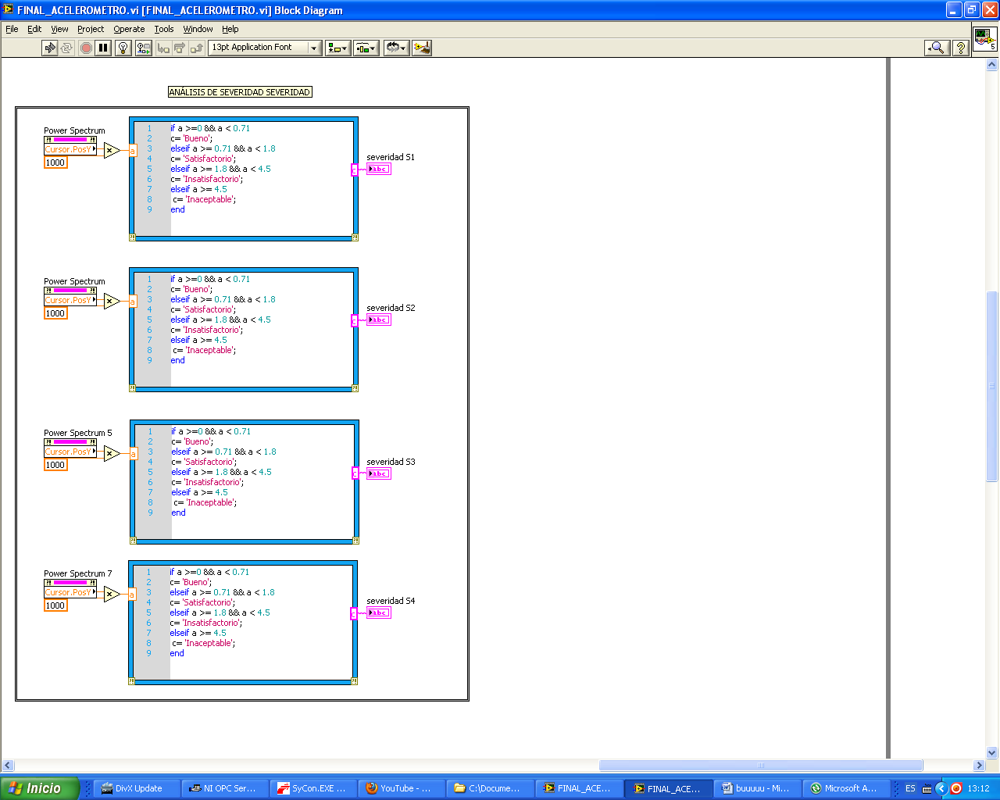 FINAL_ACELEROMETRO.vi [FINAL_ACELEROMETRO.vi] Block Diagram
File Edit View Project Operate Tools Window Help
13pt Application Font
5
ANÁLISIS DE SEVERIDAD SEVERIDAD
Power Spectrum
Cursor.PosY
1000
a
1 if a >=0 && a < 0.71
2 c= 'Bueno';
3 elseif a >= 0.71 && a < 1.8
4 c= 'Satisfactorio';
5 elseif a >= 1.8 && a < 4.5
6 c= 'Insatisfactorio';
7 elseif a >= 4.5
8 c= 'Inaceptable';
9 end
c
severidad S1
abc
Power Spectrum
Cursor.PosY
1000
a
1 if a >=0 && a < 0.71
2 c= 'Bueno';
3 elseif a >= 0.71 && a < 1.8
4 c= 'Satisfactorio';
5 elseif a >= 1.8 && a < 4.5
6 c= 'Insatisfactorio';
7 elseif a >= 4.5
8 c= 'Inaceptable';
9 end
c
severidad S2
abc
Power Spectrum 5
Cursor.PosY
1000
a
1 if a >=0 && a < 0.71
2 c= 'Bueno';
3 elseif a >= 0.71 && a < 1.8
4 c= 'Satisfactorio';
5 elseif a >= 1.8 && a < 4.5
6 c= 'Insatisfactorio';
7 elseif a >= 4.5
8 c= 'Inaceptable';
9 end
c
severidad S3
abc
Power Spectrum 7
Cursor.PosY
1000
a
1 if a >=0 && a < 0.71
2 c= 'Bueno';
3 elseif a >= 0.71 && a < 1.8
4 c= 'Satisfactorio';
5 elseif a >= 1.8 && a < 4.5
6 c= 'Insatisfactorio';
7 elseif a >= 4.5
8 c= 'Inaceptable';
9 end
c
severidad S4
abc
Inicio DivX Update NI OPC Ser... SyCon.EXE ... YouTube - ... C:\Docume... FINAL_ACE... FINAL_ACE... buuuuu - Mi... Microsoft A... ES 13:12